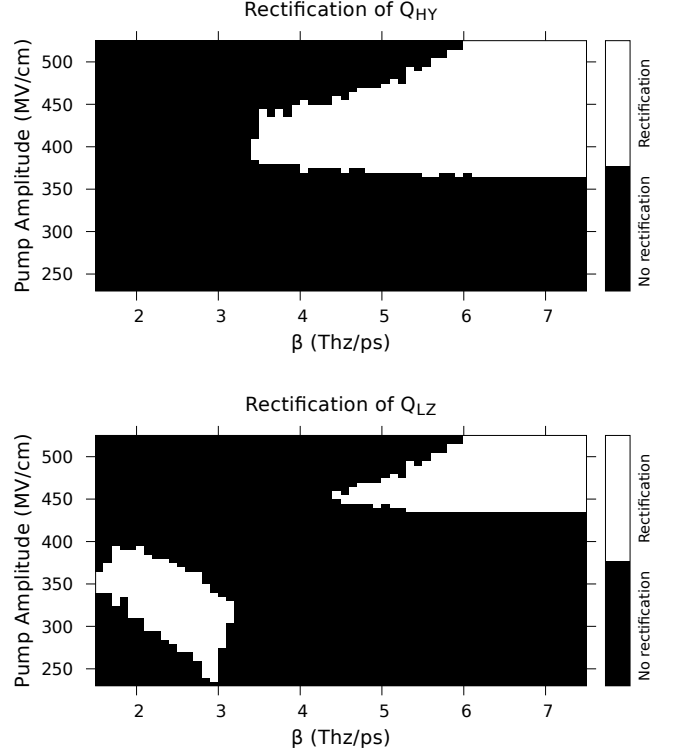 Rectification of Q_HY
Pump Amplitude (MV/cm)
500
450
400
350
300
250
2 3 4 5 6 7
β (Thz/ps)
Rectification
No rectification
Rectification of Q_LZ
Pump Amplitude (MV/cm)
500
450
400
350
300
250
2 3 4 5 6 7
β (Thz/ps)
Rectification
No rectification